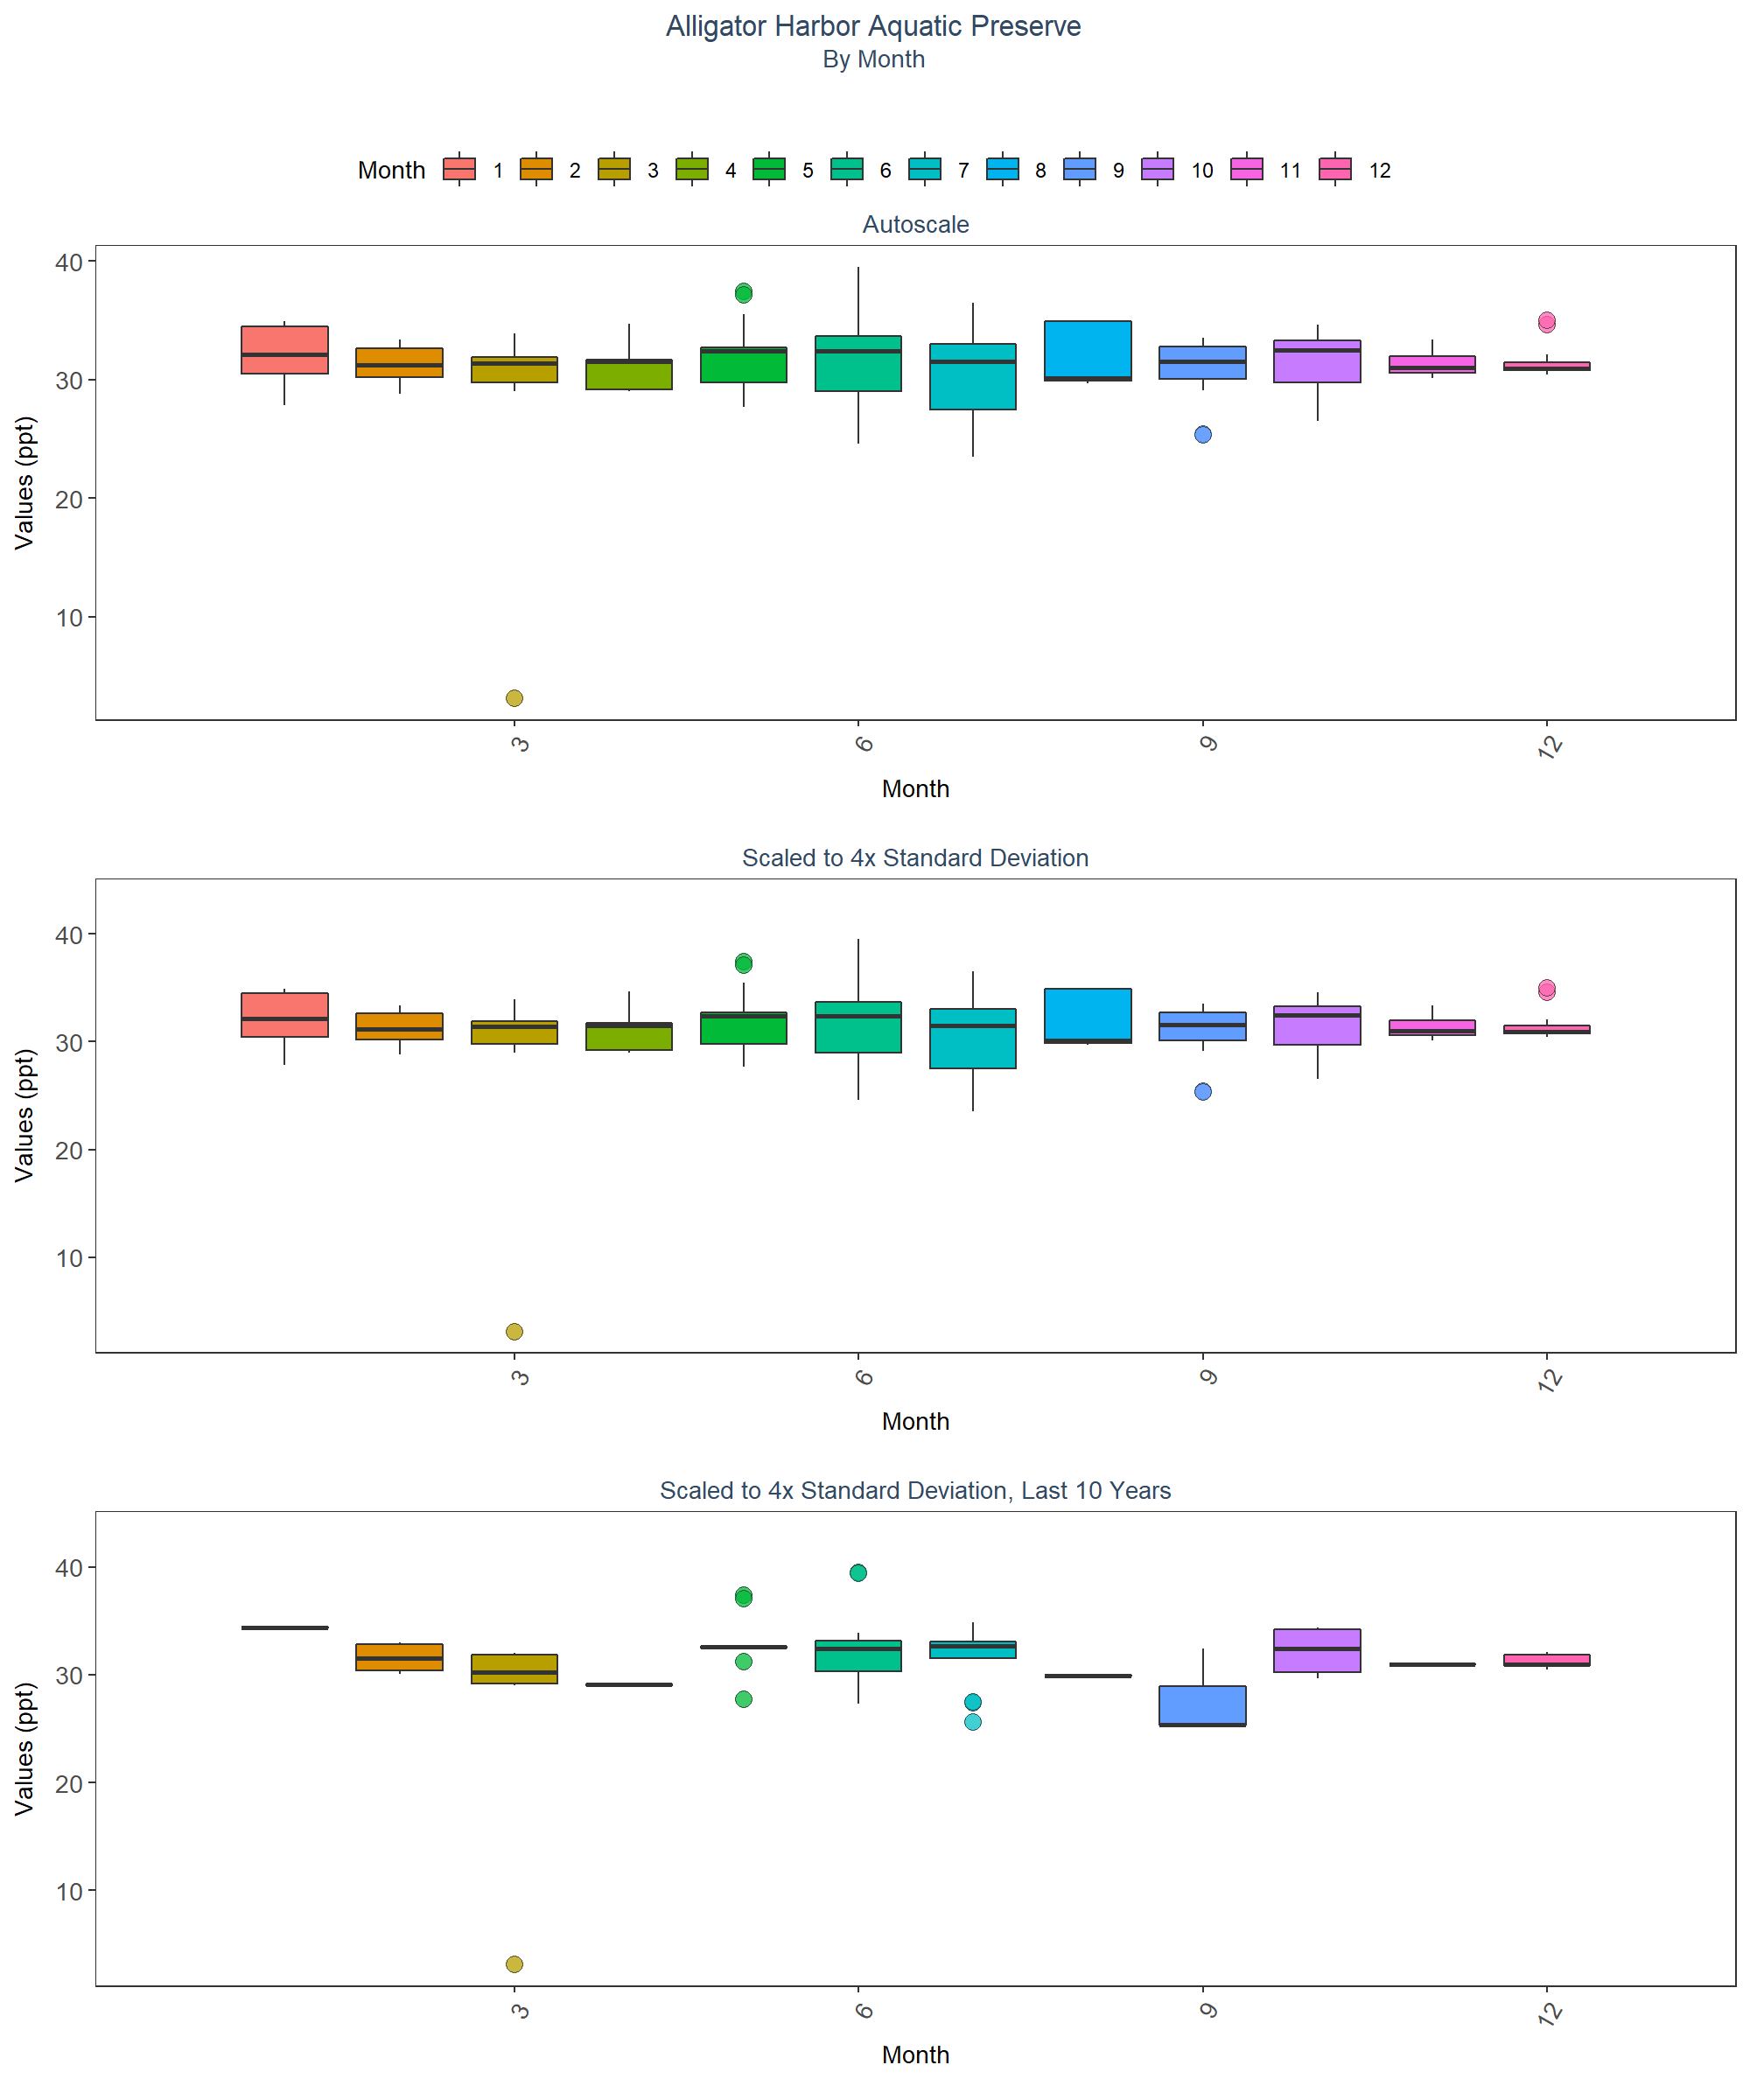 Alligator Harbor Aquatic Preserve
By Month
Month 1 2 3 4 5 6 7 8 9 10 11 12
Autoscale
Values (ppt)
40
30
20
10
3 6 9 12
Month
Scaled to 4x Standard Deviation
Values (ppt)
40
30
20
10
3 6 9 12
Month
Scaled to 4x Standard Deviation, Last 10 Years
Values (ppt)
40
30
20
10
3 6 9 12
Month